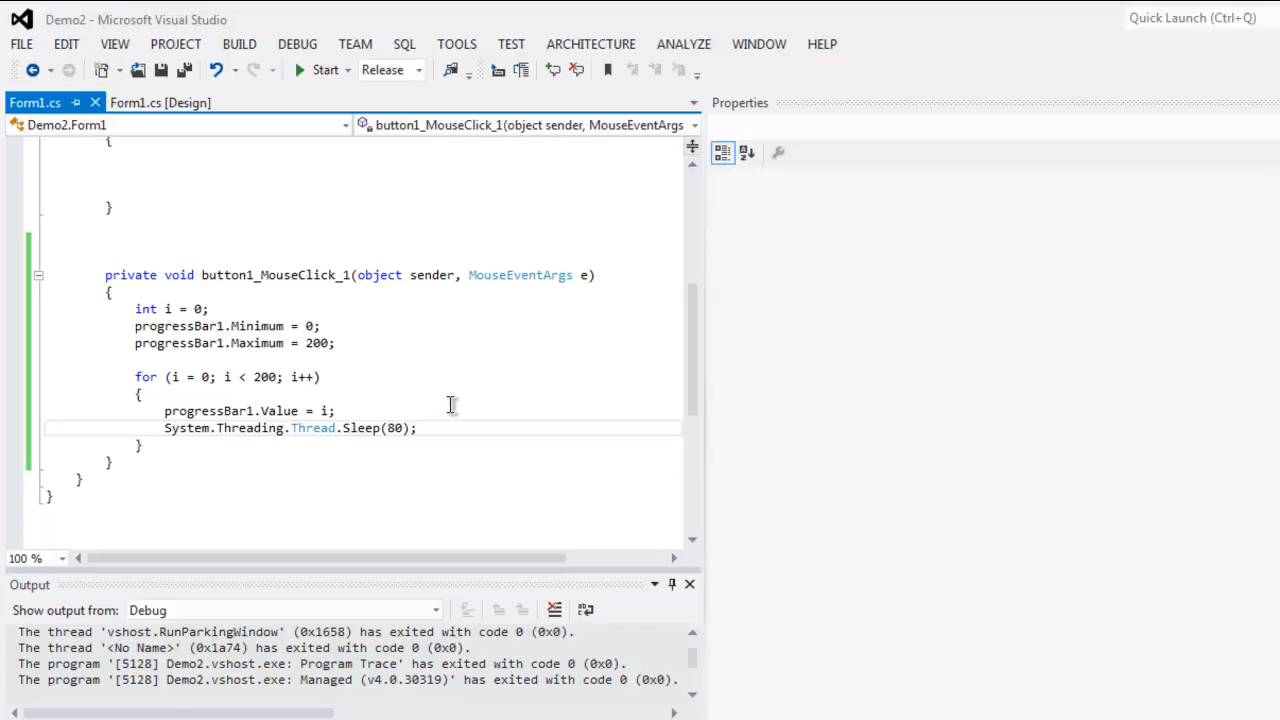 Demo2 - Microsoft Visual Studio
Quick Launch (Ctrl+Q)
FILE EDIT VIEW PROJECT BUILD DEBUG TEAM SQL TOOLS TEST ARCHITECTURE ANALYZE WINDOW HELP
Start Release
Form1.cs Form1.cs [Design]
Properties
Demo2.Form1 button1_MouseClick_1(object sender, MouseEventArgs
{
}
private void button1_MouseClick_1(object sender, MouseEventArgs e)
{
int i = 0;
progressBar1.Minimum = 0;
progressBar1.Maximum = 200;
for (i = 0; i < 200; i++)
{
progressBar1.Value = i;
System.Threading.Thread.Sleep(80);
}
}
}
}
100 %
Output
Show output from: Debug
The thread 'vshost.RunParkingWindow' (0x1658) has exited with code 0 (0x0).
The thread '<No Name>' (0x1a74) has exited with code 0 (0x0).
The program '[5128] Demo2.vshost.exe: Program Trace' has exited with code 0 (0x0).
The program '[5128] Demo2.vshost.exe: Managed (v4.0.30319)' has exited with code 0 (0x0).